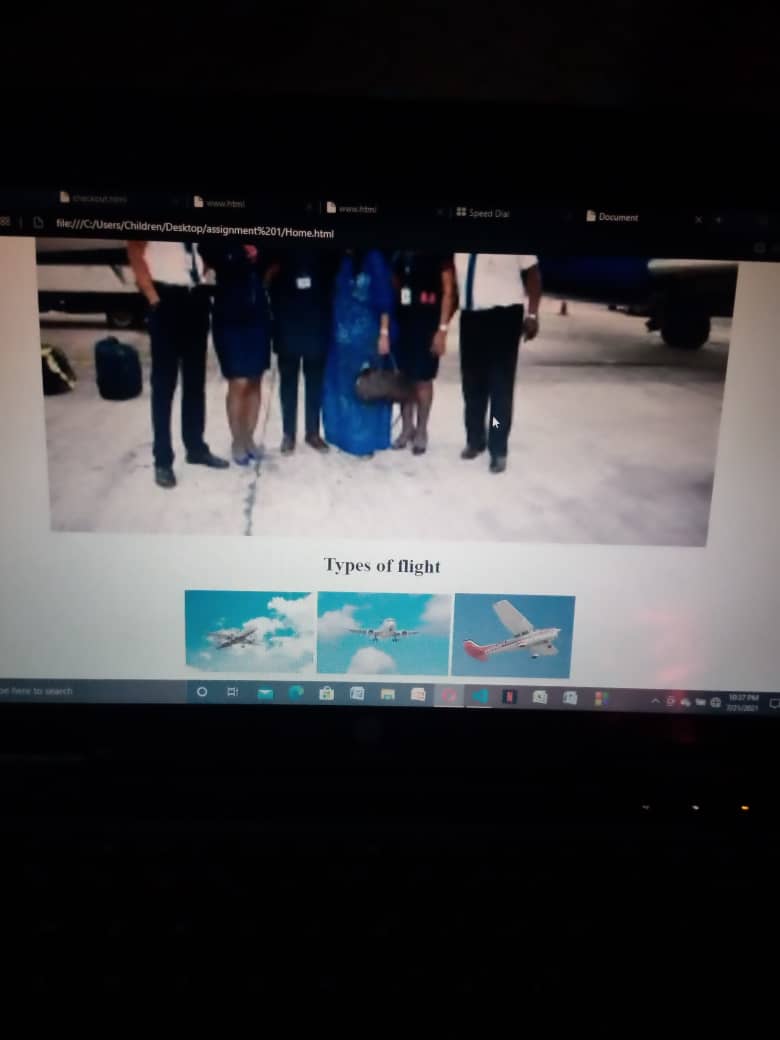 checkout.html
www.html
www.html
Speed Dial
Document
file:///C:/Users/Children/Desktop/assignment%201/Home.html
Types of flight
pe here to search
10:37 PM
7/21/2021